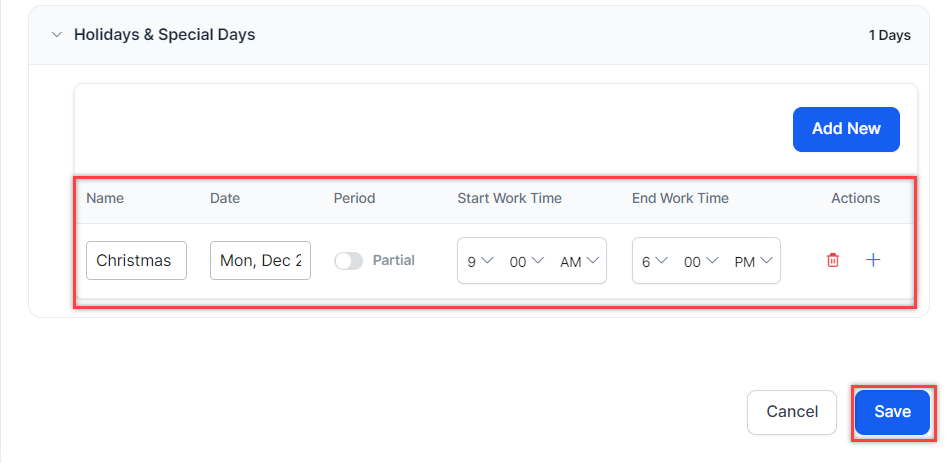 Holidays & Special Days 1 Days
Add New
Name Date Period Start Work Time End Work Time Actions
Christmas Mon, Dec 2 Partial 9 00 AM 6 00 PM
Cancel Save